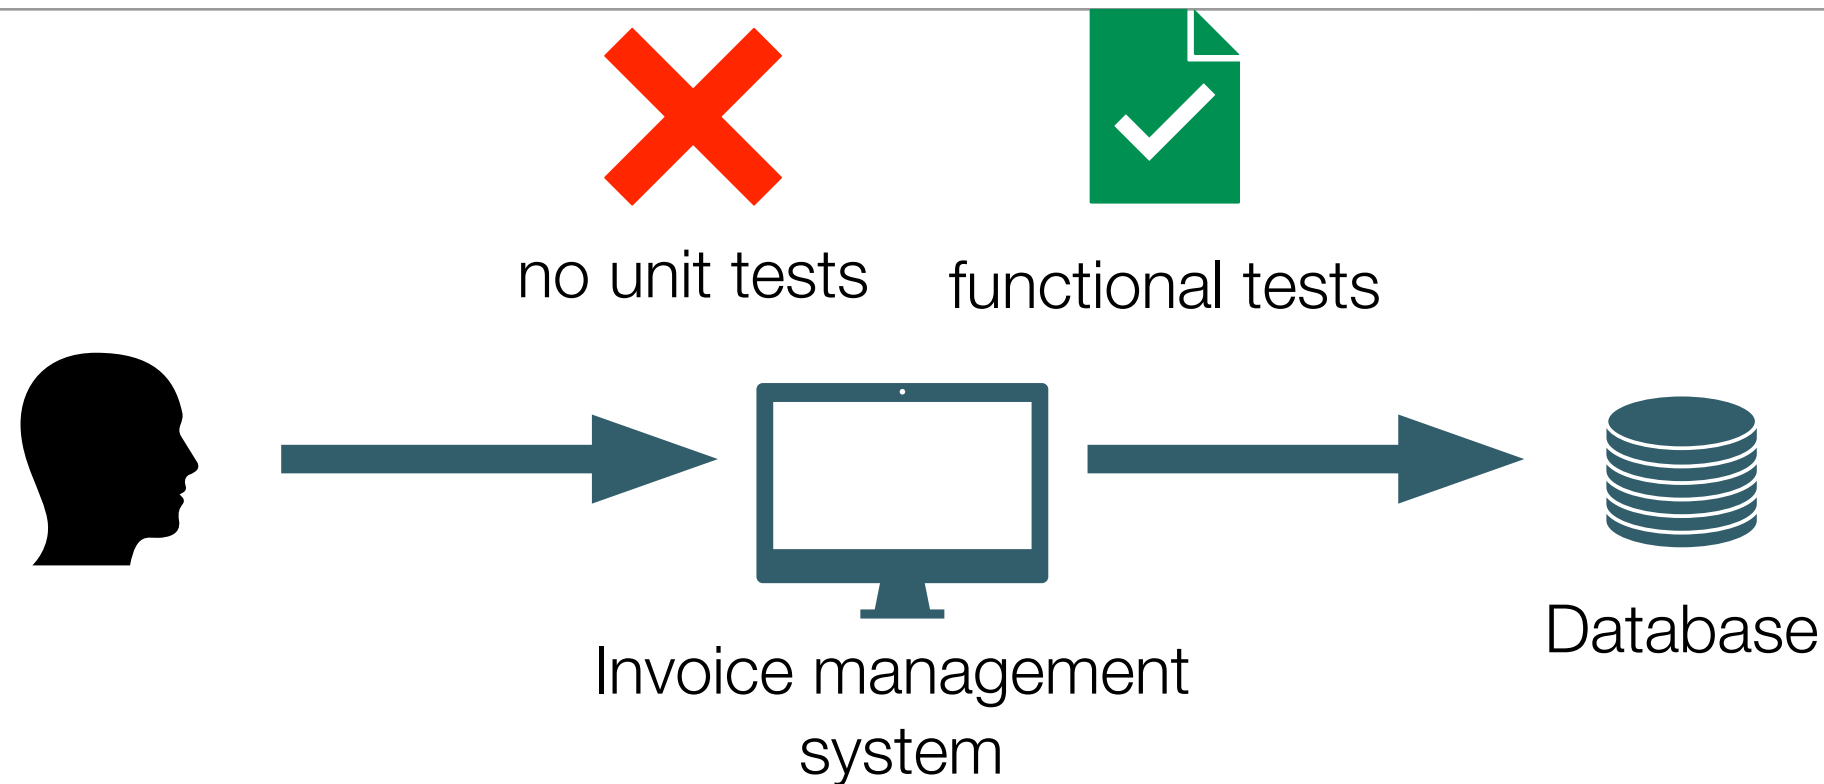 no unit tests
functional tests
Database
Invoice management
system